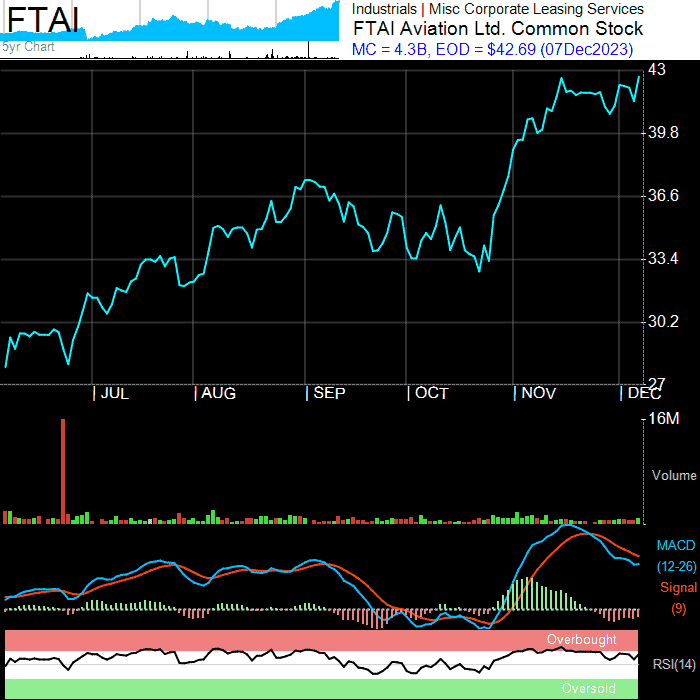 FTAI
5yr Chart
Industrials | Misc Corporate Leasing Services
FTAI Aviation Ltd. Common Stock
MC = 4.3B, EOD = $42.69 (07Dec2023)
43
39.8
36.6
33.4
30.2
27
| JUL | AUG | SEP | OCT | NOV | DEC
16M
Volume
MACD
(12-26)
Signal
(9)
Overbought
RSI(14)
Oversold